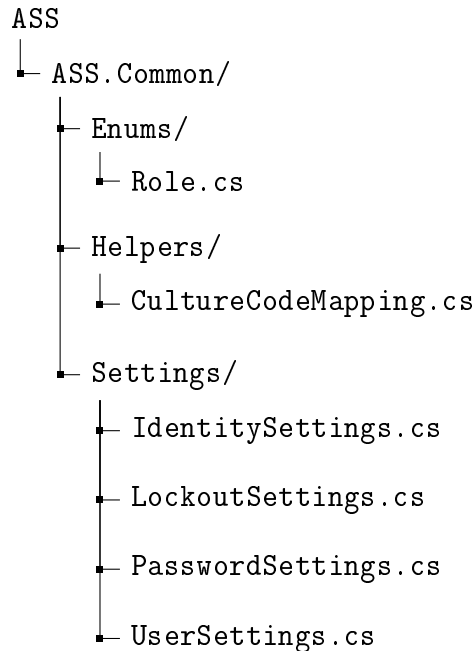 ASS
ASS.Common/
Enums/
Role.cs
Helpers/
CultureCodeMapping.cs
Settings/
IdentitySettings.cs
LockoutSettings.cs
PasswordSettings.cs
UserSettings.cs